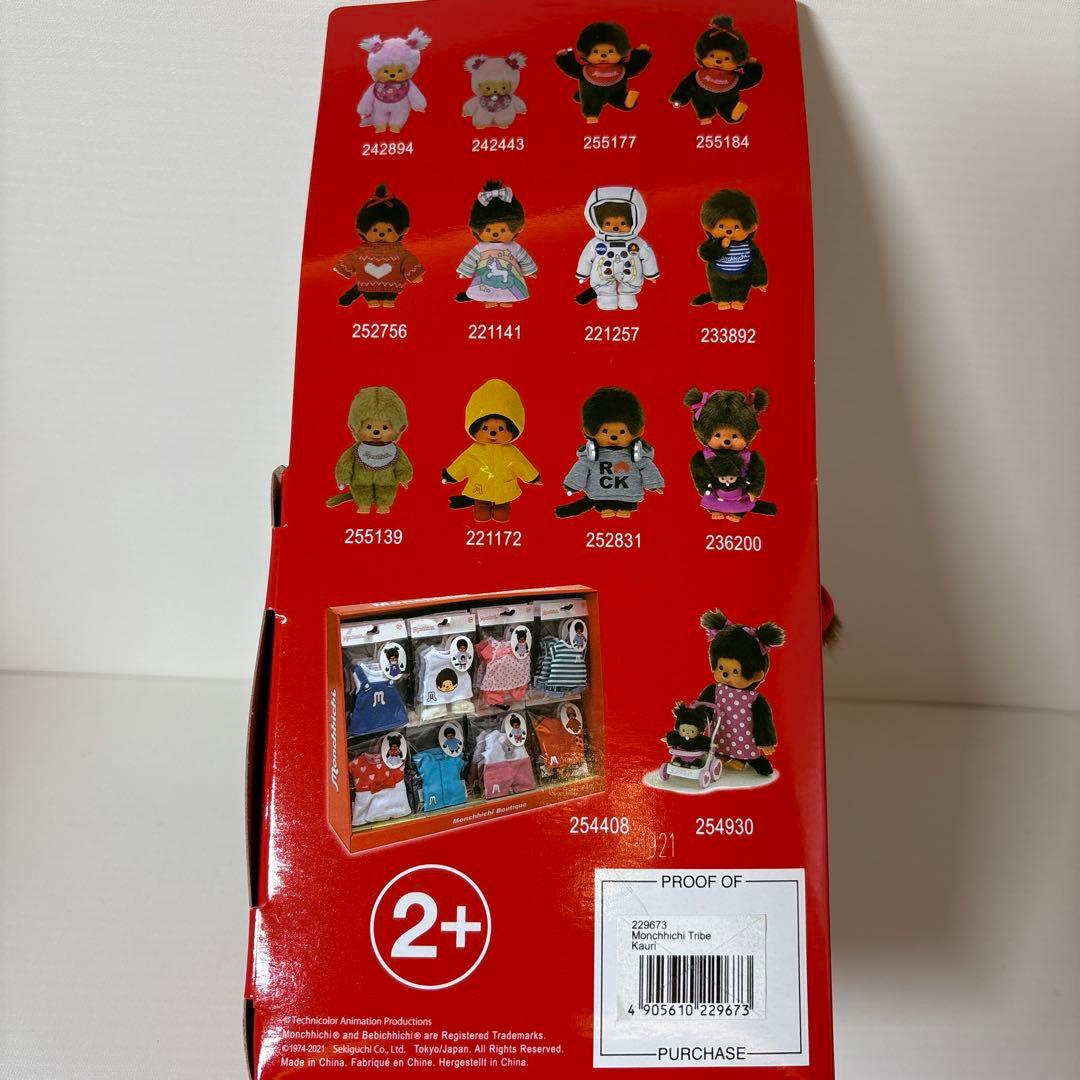 242894
242443
255177
255184
252756
221141
221257
233892
255139
221172
252831
236200
R CK
Monchhichi
Monchhichi Boutique
254408
254930
921
2+
PROOF OF
229673
Monchhichi Tribe
Kauri
4 905610 229673
PURCHASE
©Technicolor Animation Productions
Monchhichi® and Bebichhichi® are Registered Trademarks.
©1974-2021 Sekiguchi Co., Ltd. Tokyo/Japan. All Rights Reserved.
Made in China. Fabriqué en Chine. Hergestellt in China.